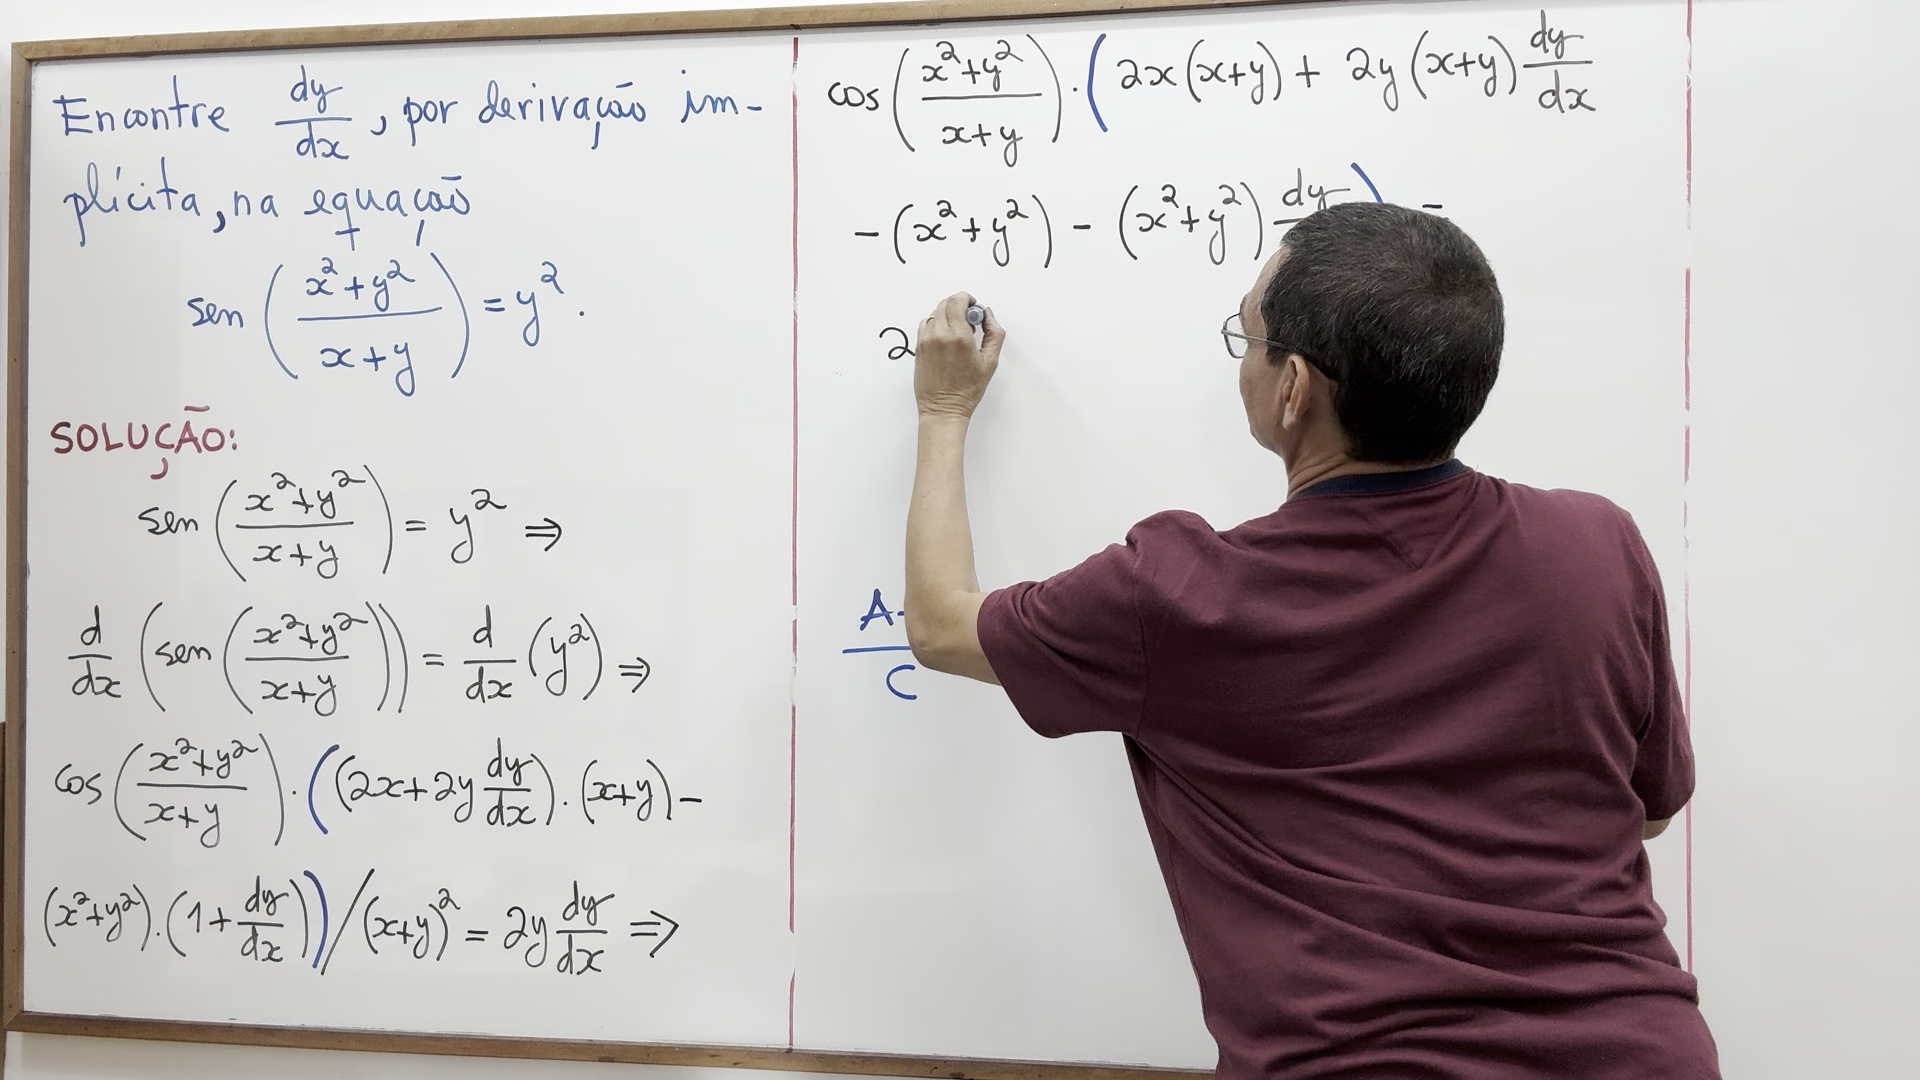 Encontre dy/dx, por derivação im-
plícita, na equação
sen((x²+y²)/(x+y)) = y².
SOLUÇÃO:
sen((x²+y²)/(x+y)) = y² ⇒
d/dx(sen((x²+y²)/(x+y))) = d/dx(y²) ⇒
cos((x²+y²)/(x+y)) · ((2x+2y dy/dx) · (x+y) −
(x²+y²) · (1+dy/dx))/(x+y)² = 2y dy/dx ⇒
cos((x²+y²)/(x+y)) · (2x(x+y) + 2y(x+y) dy/dx
−(x²+y²) − (x²+y²) dy
2
A
C